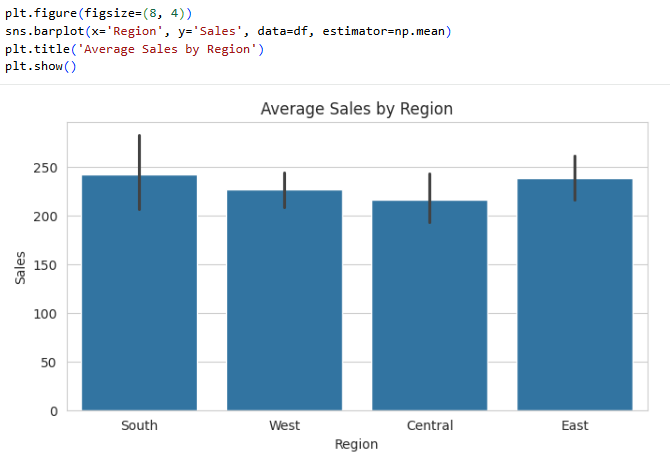 plt.figure(figsize=(8, 4))
sns.barplot(x='Region', y='Sales', data=df, estimator=np.mean)
plt.title('Average Sales by Region')
plt.show()
Average Sales by Region
250
200
150
100
50
0
Sales
South West Central East
Region